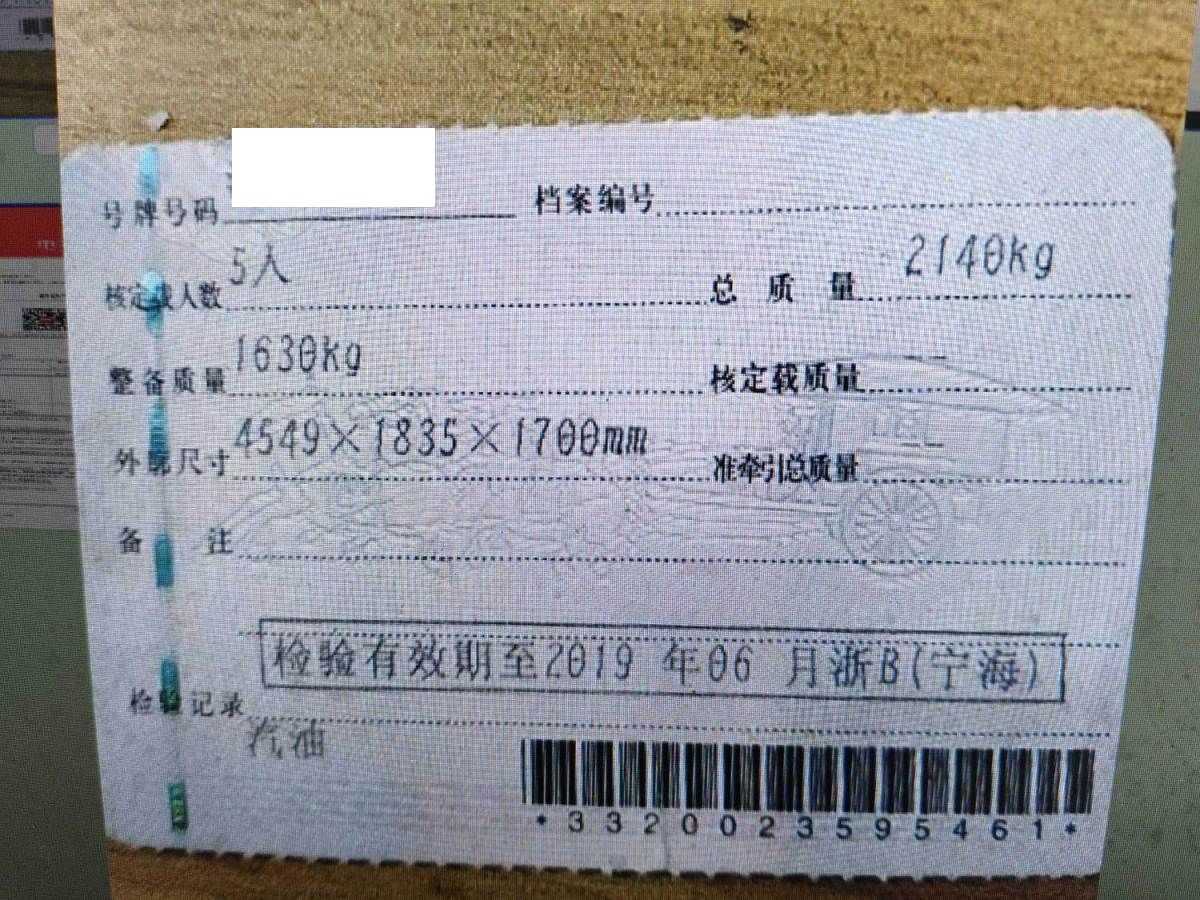 号牌号码 档案编号
核定载人数 5人 总质量 2140kg
整备质量 1630kg 核定载质量
外廓尺寸 4549×1835×1700mm 准牵引总质量
备 注
检验有效期至2019 年06 月浙B(宁海)
检验记录
汽油
*3320023595461*